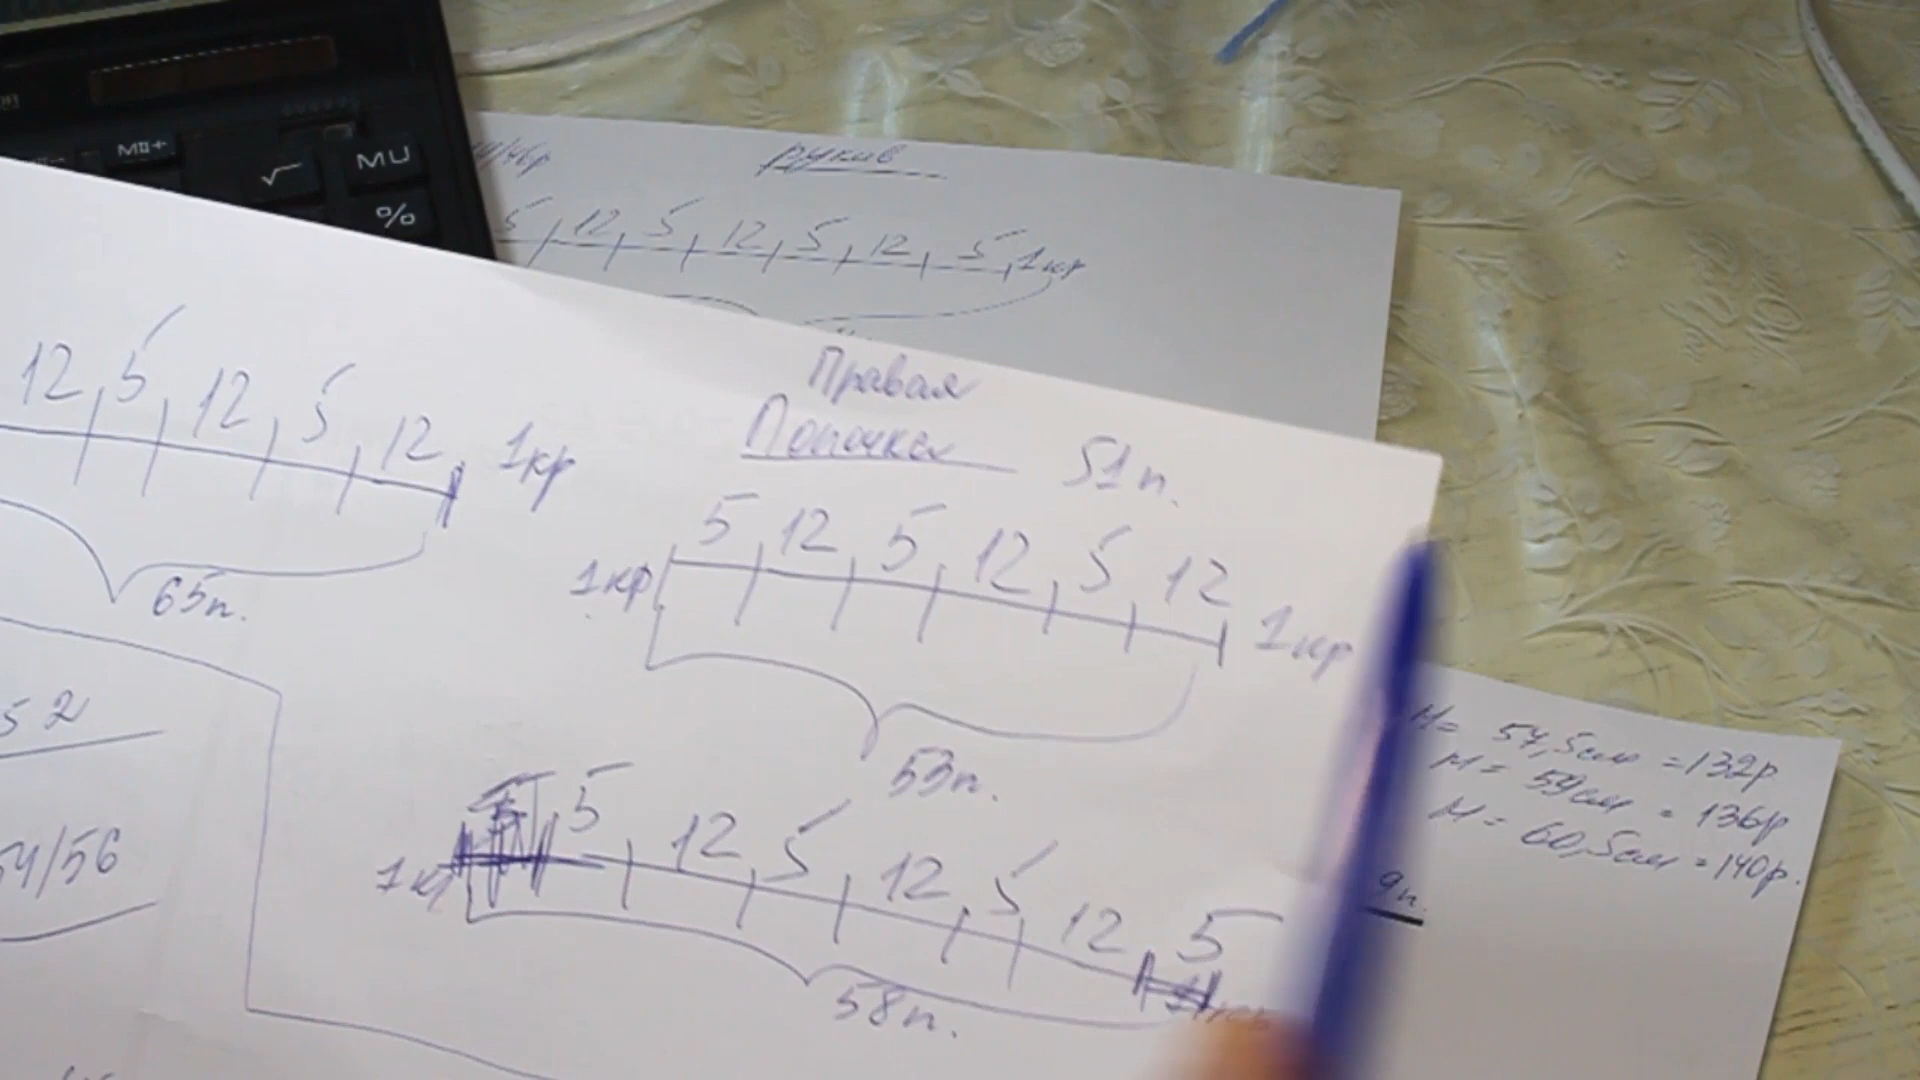 MII+ √ MU
%
рукав
5 12 5 12 5 12 5 1кр
12 5 12 5 12 1кр
65п.
Правая
Полочка 51п.
5 12 5 12 5 12
1кр 1кр
53п.
5 12 5 12 5 12 5
1кр
58п.
52
54/56
М= 57,5см = 132р
М= 59см = 136р
М= 60,5см = 140р.
9п.